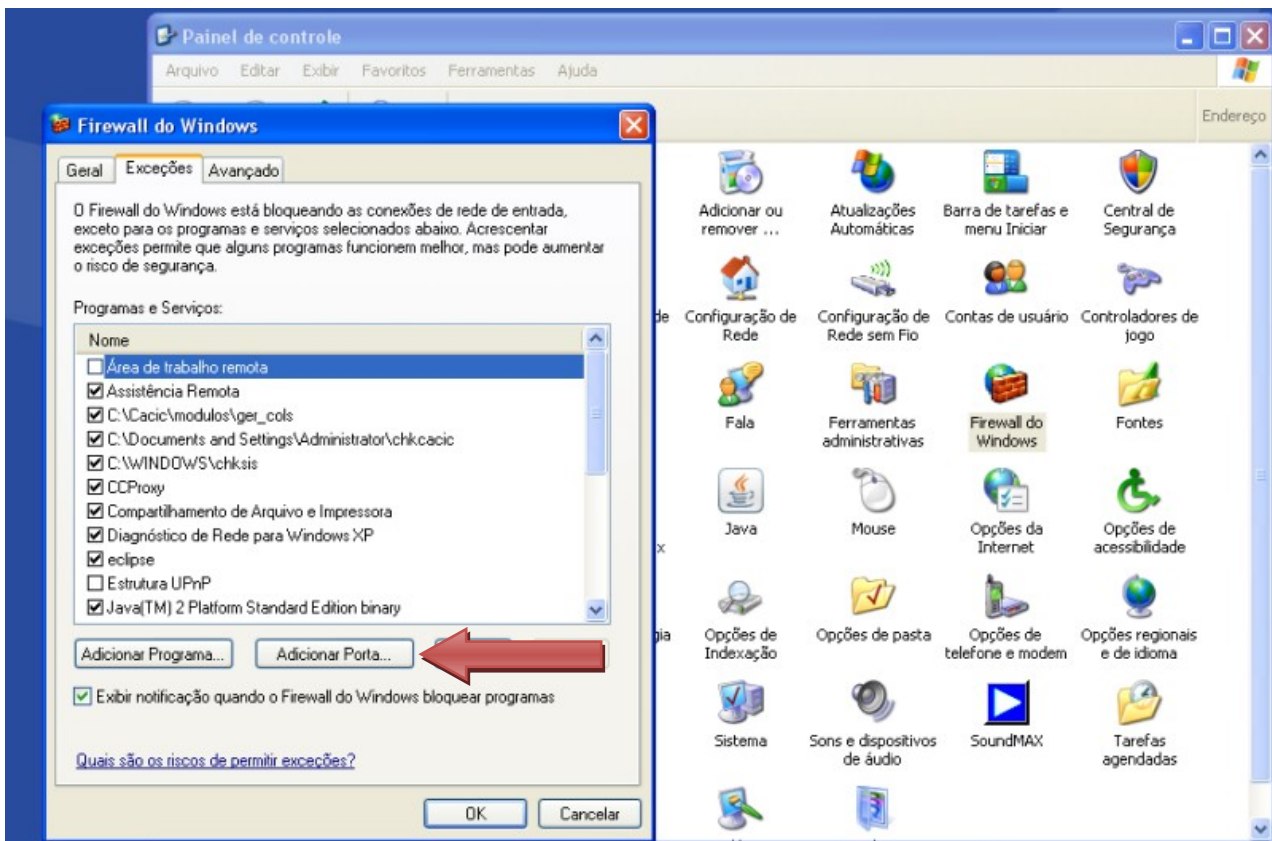 Painel de controle
Arquivo Editar Exibir Favoritos Ferramentas Ajuda
Endereço
Firewall do Windows
Geral Exceções Avançado
O Firewall do Windows está bloqueando as conexões de rede de entrada,
exceto para os programas e serviços selecionados abaixo. Acrescentar
exceções permite que alguns programas funcionem melhor, mas pode aumentar
o risco de segurança.
Programas e Serviços:
Nome
Área de trabalho remota
Assistência Remota
C:\Cacic\modulos\ger_cols
C:\Documents and Settings\Administrator\chkcacic
C:\WINDOWS\chksis
CCProxy
Compartilhamento de Arquivo e Impressora
Diagnóstico de Rede para Windows XP
eclipse
Estrutura UPnP
Java(TM) 2 Platform Standard Edition binary
Adicionar Programa... Adicionar Porta...
Exibir notificação quando o Firewall do Windows bloquear programas
Quais são os riscos de permitir exceções?
OK Cancelar
Adicionar ou
remover ...
Atualizações
Automáticas
Barra de tarefas e
menu Iniciar
Central de
Segurança
Configuração de
Rede
Configuração de
Rede sem Fio
Contas de usuário
Controladores de
jogo
Fala
Ferramentas
administrativas
Firewall do
Windows
Fontes
Java
Mouse
Opções da
Internet
Opções de
acessibilidade
Opções de
Indexação
Opções de pasta
Opções de
telefone e modem
Opções regionais
e de idioma
Sistema
Sons e dispositivos
de áudio
SoundMAX
Tarefas
agendadas